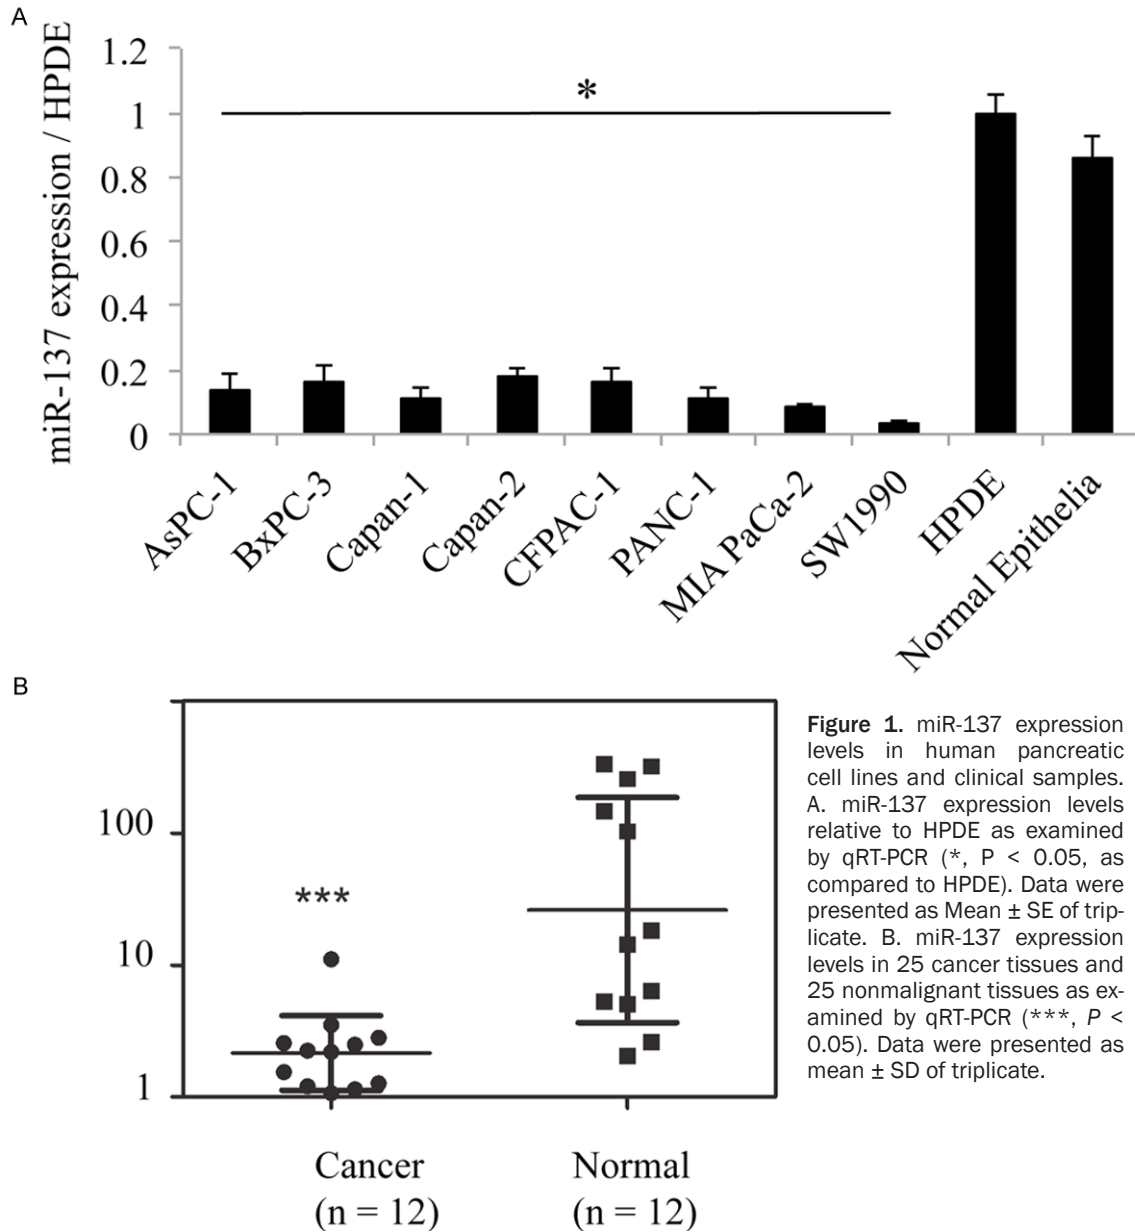 A
miR-137 expression / HPDE
1.2
1
0.8
0.6
0.4
0.2
0
*
AsPC-1
BxPC-3
Capan-1
Capan-2
CFPAC-1
PANC-1
MIA PaCa-2
SW1990
HPDE
Normal Epithelia
B
100
10
1
***
Cancer
(n = 12)
Normal
(n = 12)
Figure 1. miR-137 expression
levels in human pancreatic
cell lines and clinical samples.
A. miR-137 expression levels
relative to HPDE as examined
by qRT-PCR (*, P < 0.05, as
compared to HPDE). Data were
presented as Mean ± SE of trip-
licate. B. miR-137 expression
levels in 25 cancer tissues and
25 nonmalignant tissues as ex-
amined by qRT-PCR (***, P <
0.05). Data were presented as
mean ± SD of triplicate.